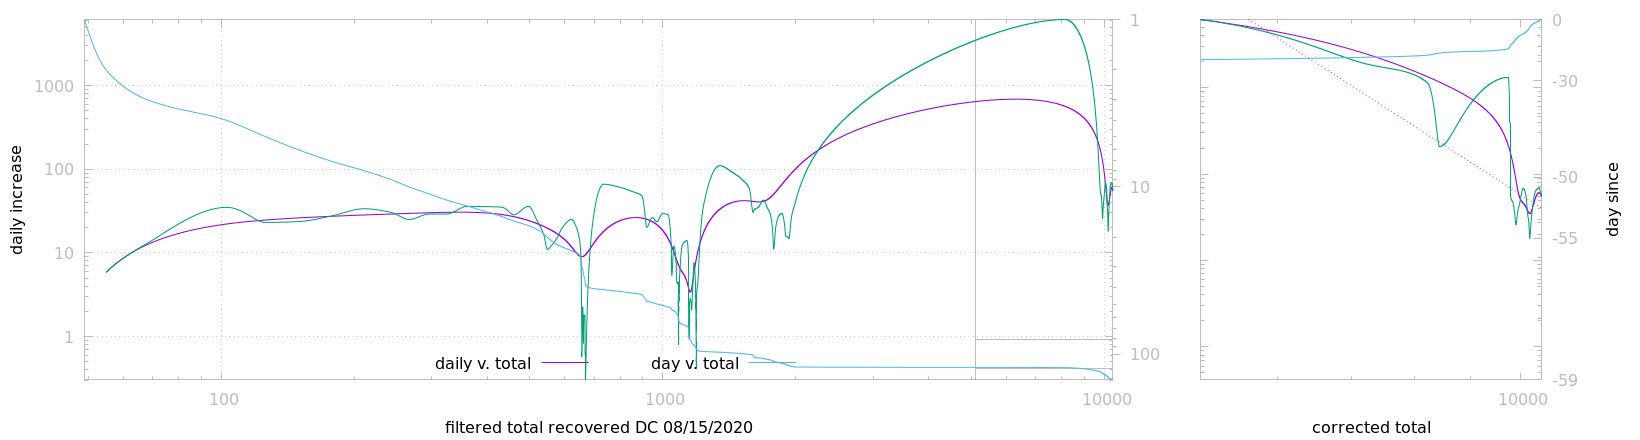 1000
100
10
1
daily increase
daily v. total
day v. total
100
1000
10000
filtered total recovered DC 08/15/2020
1
10
100
0
-30
-50
-55
-59
day since
10000
corrected total